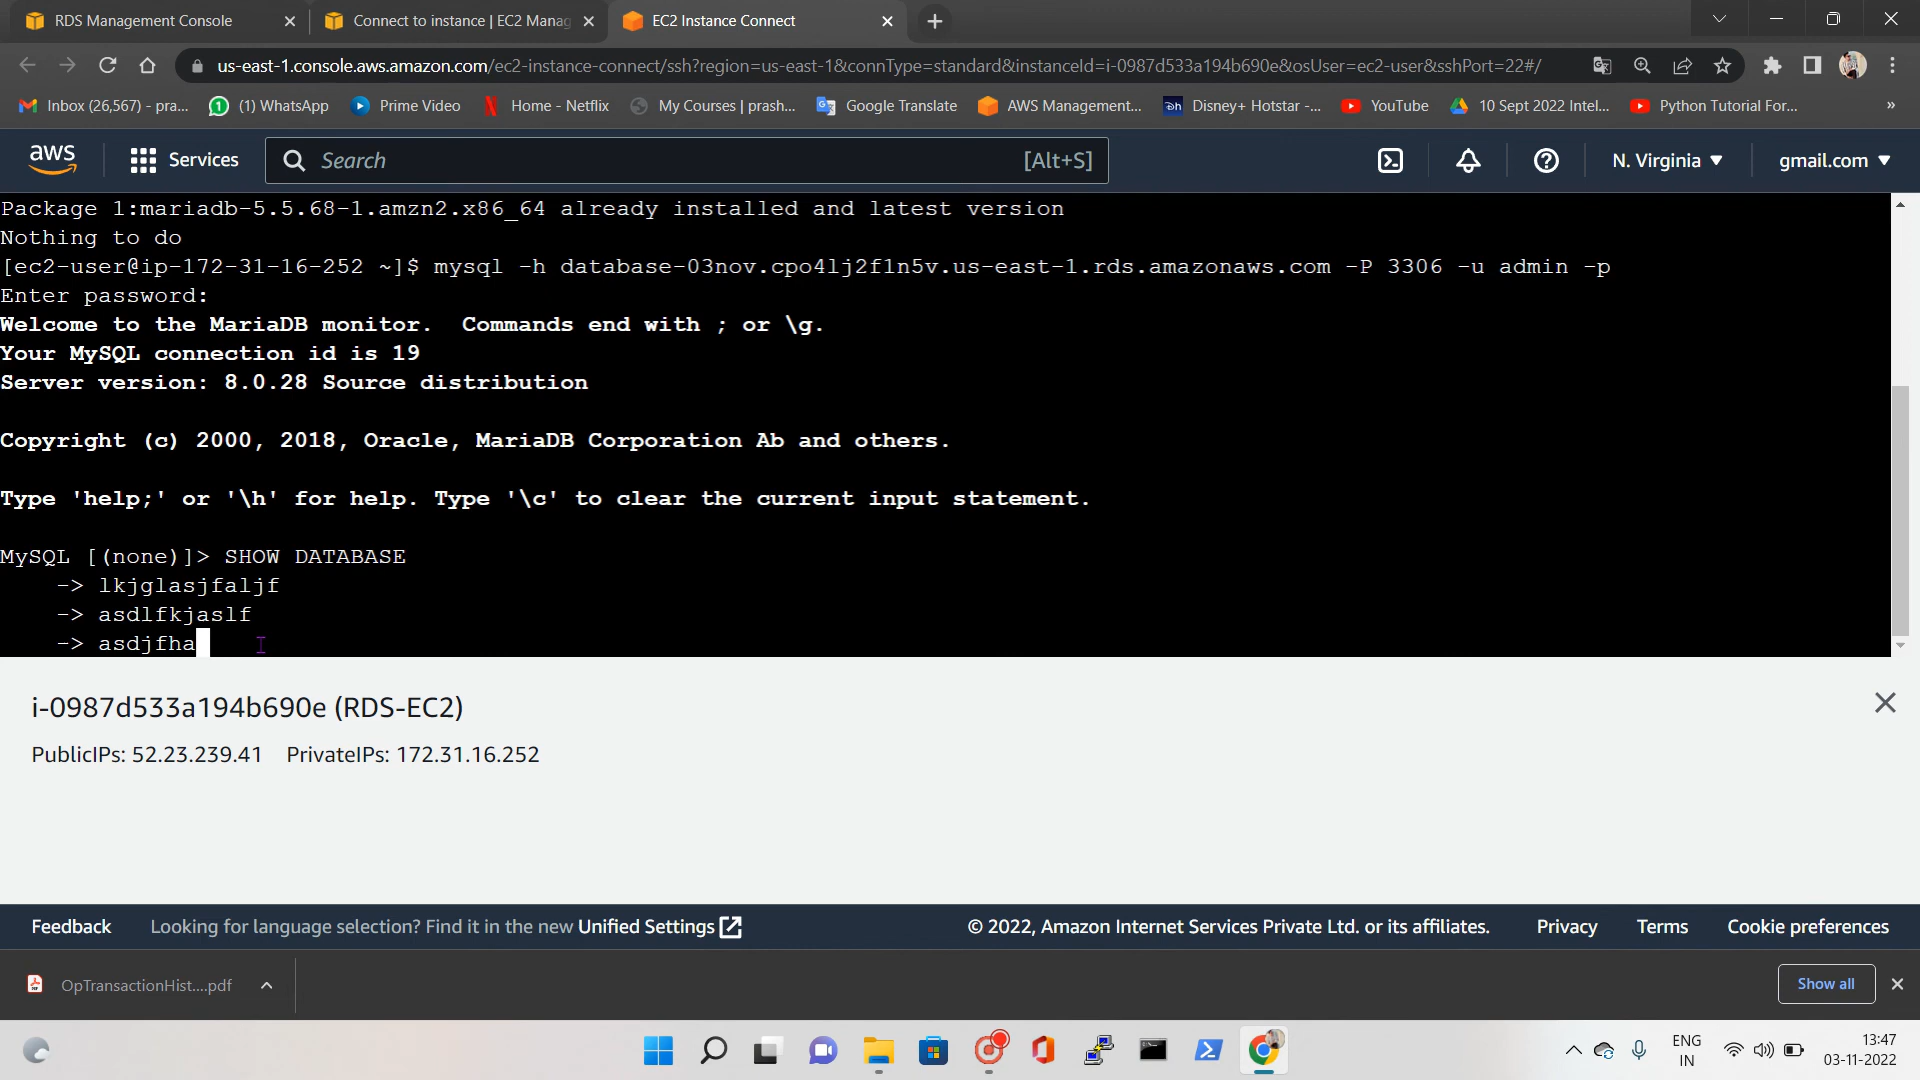 RDS Management Console
Connect to instance | EC2 Manag
EC2 Instance Connect
us-east-1.console.aws.amazon.com/ec2-instance-connect/ssh?region=us-east-1&connType=standard&instanceId=i-0987d533a194b690e&osUser=ec2-user&sshPort=22#/
Inbox (26,567) - pra...
(1) WhatsApp
Prime Video
Home - Netflix
My Courses | prash...
Google Translate
AWS Management...
Disney+ Hotstar -...
YouTube
10 Sept 2022 Intel...
Python Tutorial For...
»
aws
Services
Search
[Alt+S]
N. Virginia
gmail.com
Package 1:mariadb-5.5.68-1.amzn2.x86_64 already installed and latest version
Nothing to do
[ec2-user@ip-172-31-16-252 ~]$ mysql -h database-03nov.cpo4lj2f1n5v.us-east-1.rds.amazonaws.com -P 3306 -u admin -p
Enter password:
Welcome to the MariaDB monitor.  Commands end with ; or \g.
Your MySQL connection id is 19
Server version: 8.0.28 Source distribution
Copyright (c) 2000, 2018, Oracle, MariaDB Corporation Ab and others.
Type 'help;' or '\h' for help. Type '\c' to clear the current input statement.
MySQL [(none)]> SHOW DATABASE
-> lkjglasjfaljf
-> asdlfkjaslf
-> asdjfha
i-0987d533a194b690e (RDS-EC2)
PublicIPs: 52.23.239.41 PrivateIPs: 172.31.16.252
Feedback
Looking for language selection? Find it in the new Unified Settings
© 2022, Amazon Internet Services Private Ltd. or its affiliates.
Privacy
Terms
Cookie preferences
OpTransactionHist....pdf
Show all
ENG
IN
13:47
03-11-2022